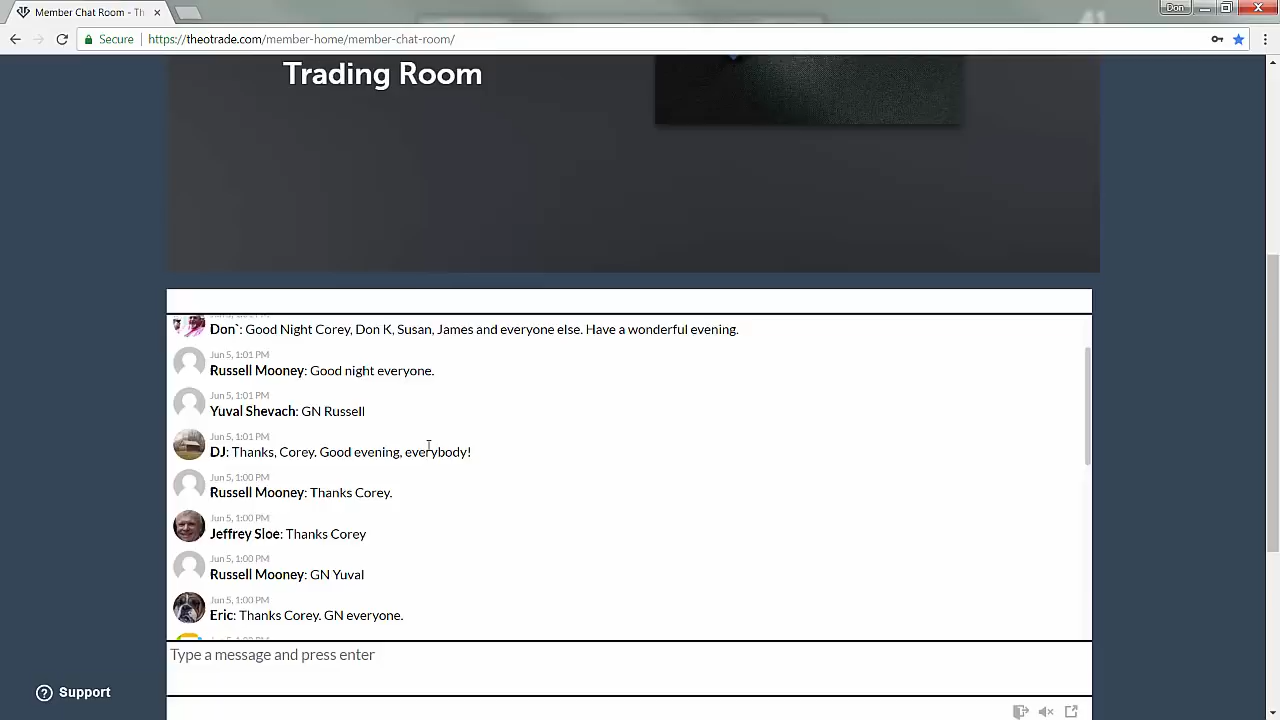 Member Chat Room - Th
Don
41
Secure
https://theotrade.com/member-home/member-chat-room/
Trading Room
Don`: Good Night Corey, Don K, Susan, James and everyone else. Have a wonderful evening.
Jun 5, 1:01 PM
Russell Mooney: Good night everyone.
Jun 5, 1:01 PM
Yuval Shevach: GN Russell
Jun 5, 1:01 PM
DJ: Thanks, Corey. Good evening, everybody!
Jun 5, 1:00 PM
Russell Mooney: Thanks Corey.
Jun 5, 1:00 PM
Jeffrey Sloe: Thanks Corey
Jun 5, 1:00 PM
Russell Mooney: GN Yuval
Jun 5, 1:00 PM
Eric: Thanks Corey. GN everyone.
Type a message and press enter
Support